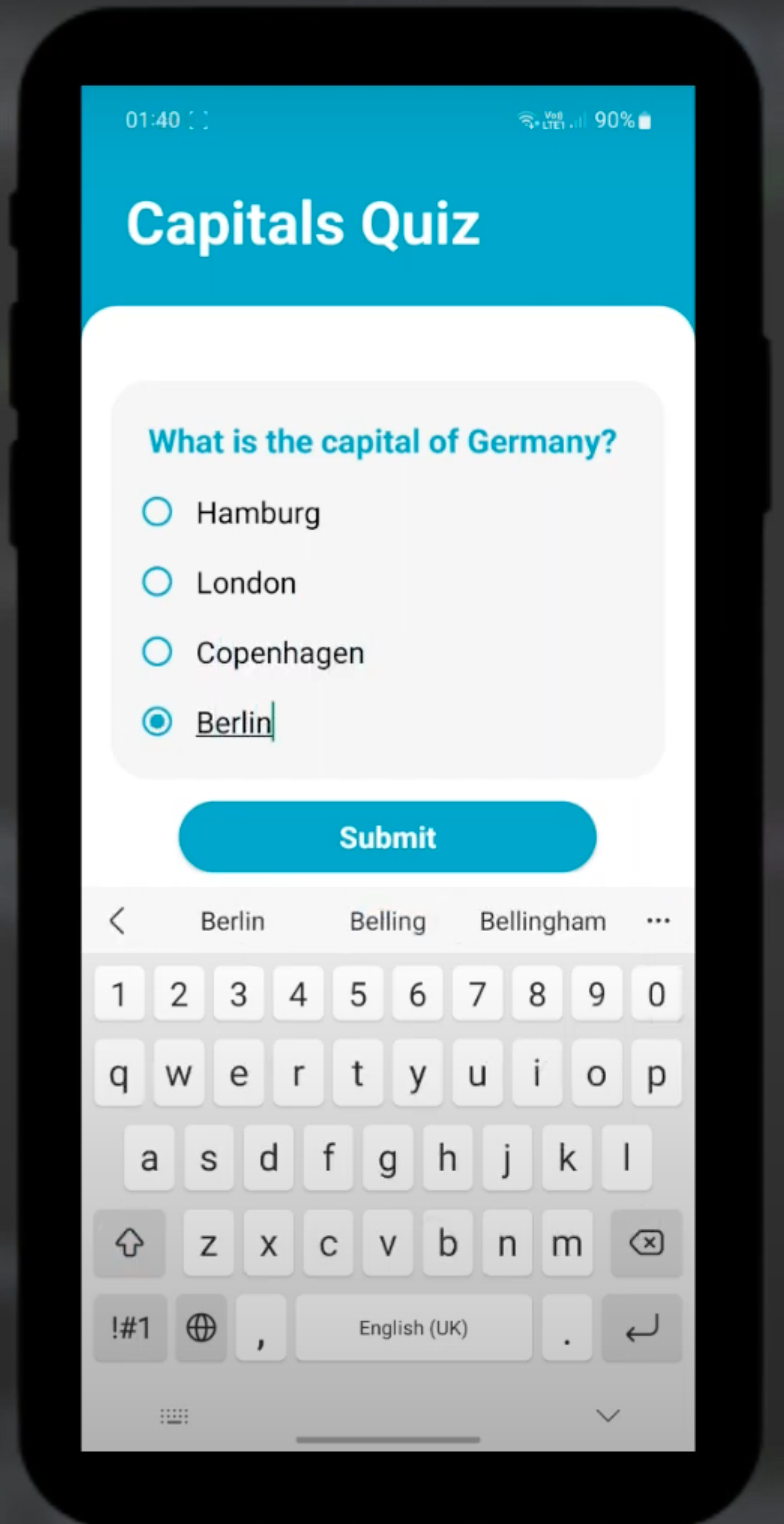 01:40 VoB LTE1 90%
Capitals Quiz
What is the capital of Germany?
Hamburg
London
Copenhagen
Berlin
Submit
Berlin Belling Bellingham
1 2 3 4 5 6 7 8 9 0
q w e r t y u i o p
a s d f g h j k l
z x c v b n m
!#1 , English (UK) .